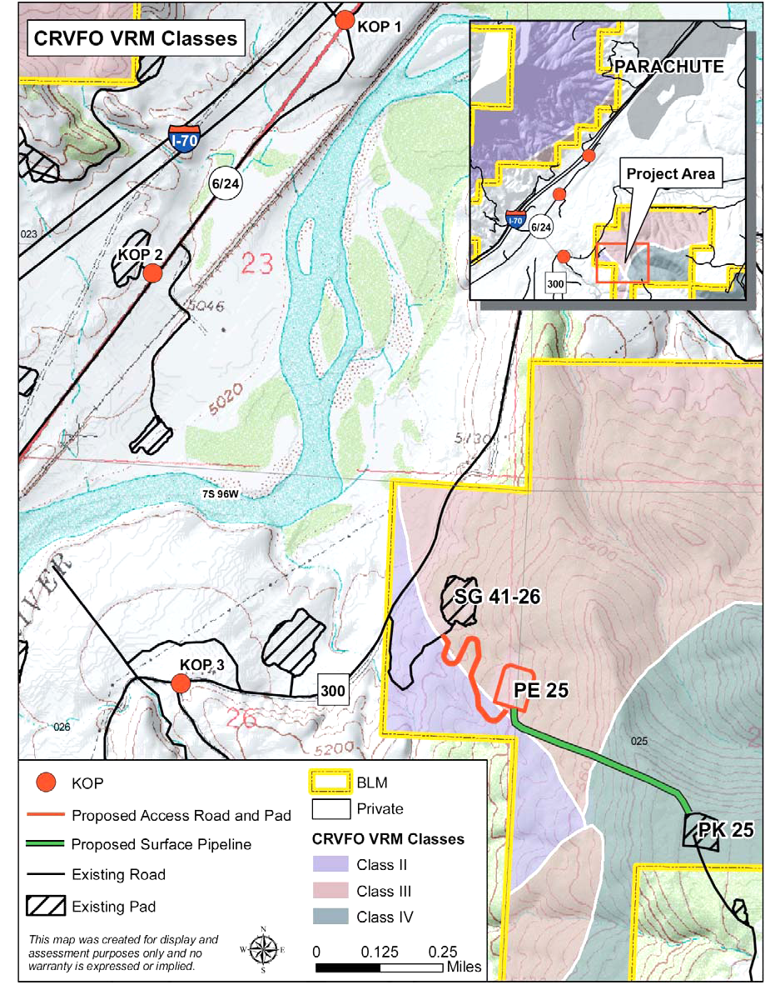 CRVFO VRM Classes
KOP 1
PARACHUTE
I-70
6/24
Project Area
I-70
6/24
300
023
KOP 2
23
5046
5020
7S 96W
5600
SG 41-26
KOP 3
300
PE 25
26
026
5200
025
PK 25
KOP
Proposed Access Road and Pad
Proposed Surface Pipeline
Existing Road
Existing Pad
This map was created for display and
assessment purposes only and no
warranty is expressed or implied.
N
W
E
S
BLM
Private
CRVFO VRM Classes
Class II
Class III
Class IV
0 0.125 0.25
Miles